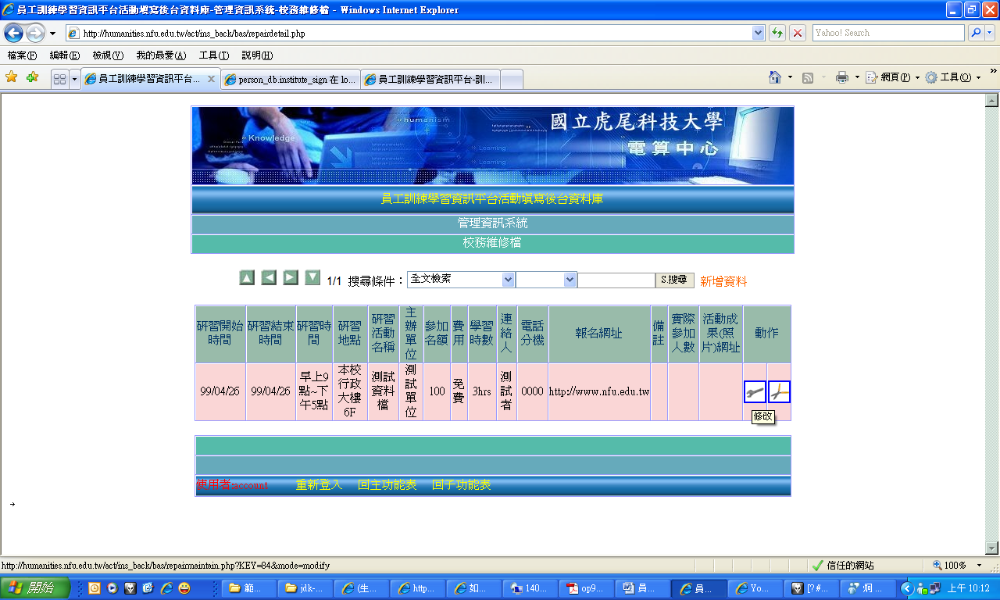 員工訓練學習資訊平台活動填寫後台資料庫-管理資訊系統-校務維修檔 - Windows Internet Explorer
http://humanities.nfu.edu.tw/act/ins_back/bas/repairdetail.php
Yahoo! Search
檔案(F) 編輯(E) 檢視(V) 我的最愛(A) 工具(T) 說明(H)
員工訓練學習資訊平台... person_d:institute_sign 在 lo... 員工訓練學習資訊平台-訓... 網頁(P) 工具(O)
humanism
Knowledge
Learning
Learning
國立虎尾科技大學
電算中心
員工訓練學習資訊平台活動填寫後台資料庫
管理資訊系統
校務維修檔
1/1 搜尋條件： 全文檢索 S.搜尋 新增資料
研習開始時間 研習結束時間 研習時間 研習地點 研習活動名稱 主辦單位 參加名額 費用 學習時數 連絡人 電話分機 報名網址 備註 實際參加人數 活動成果(照片)網址 動作
99/04/26 99/04/26 早上9點~下午5點 本校行政大樓6F 測試資料檔 測試單位 100 免費 3hrs 測試者 0000 http://www.nfu.edu.tw
修改
使用者:account 重新登入 回主功能表 回子功能表
http://humanities.nfu.edu.tw/act/ins_back/bas/repairmaintain.php?KEY=84&mode=modify 信任的網站 100%
開始 範... jdk-... (生... http... 如... 140... op9... 員... 員... Yo... [?#... 炯... 上午 10:12